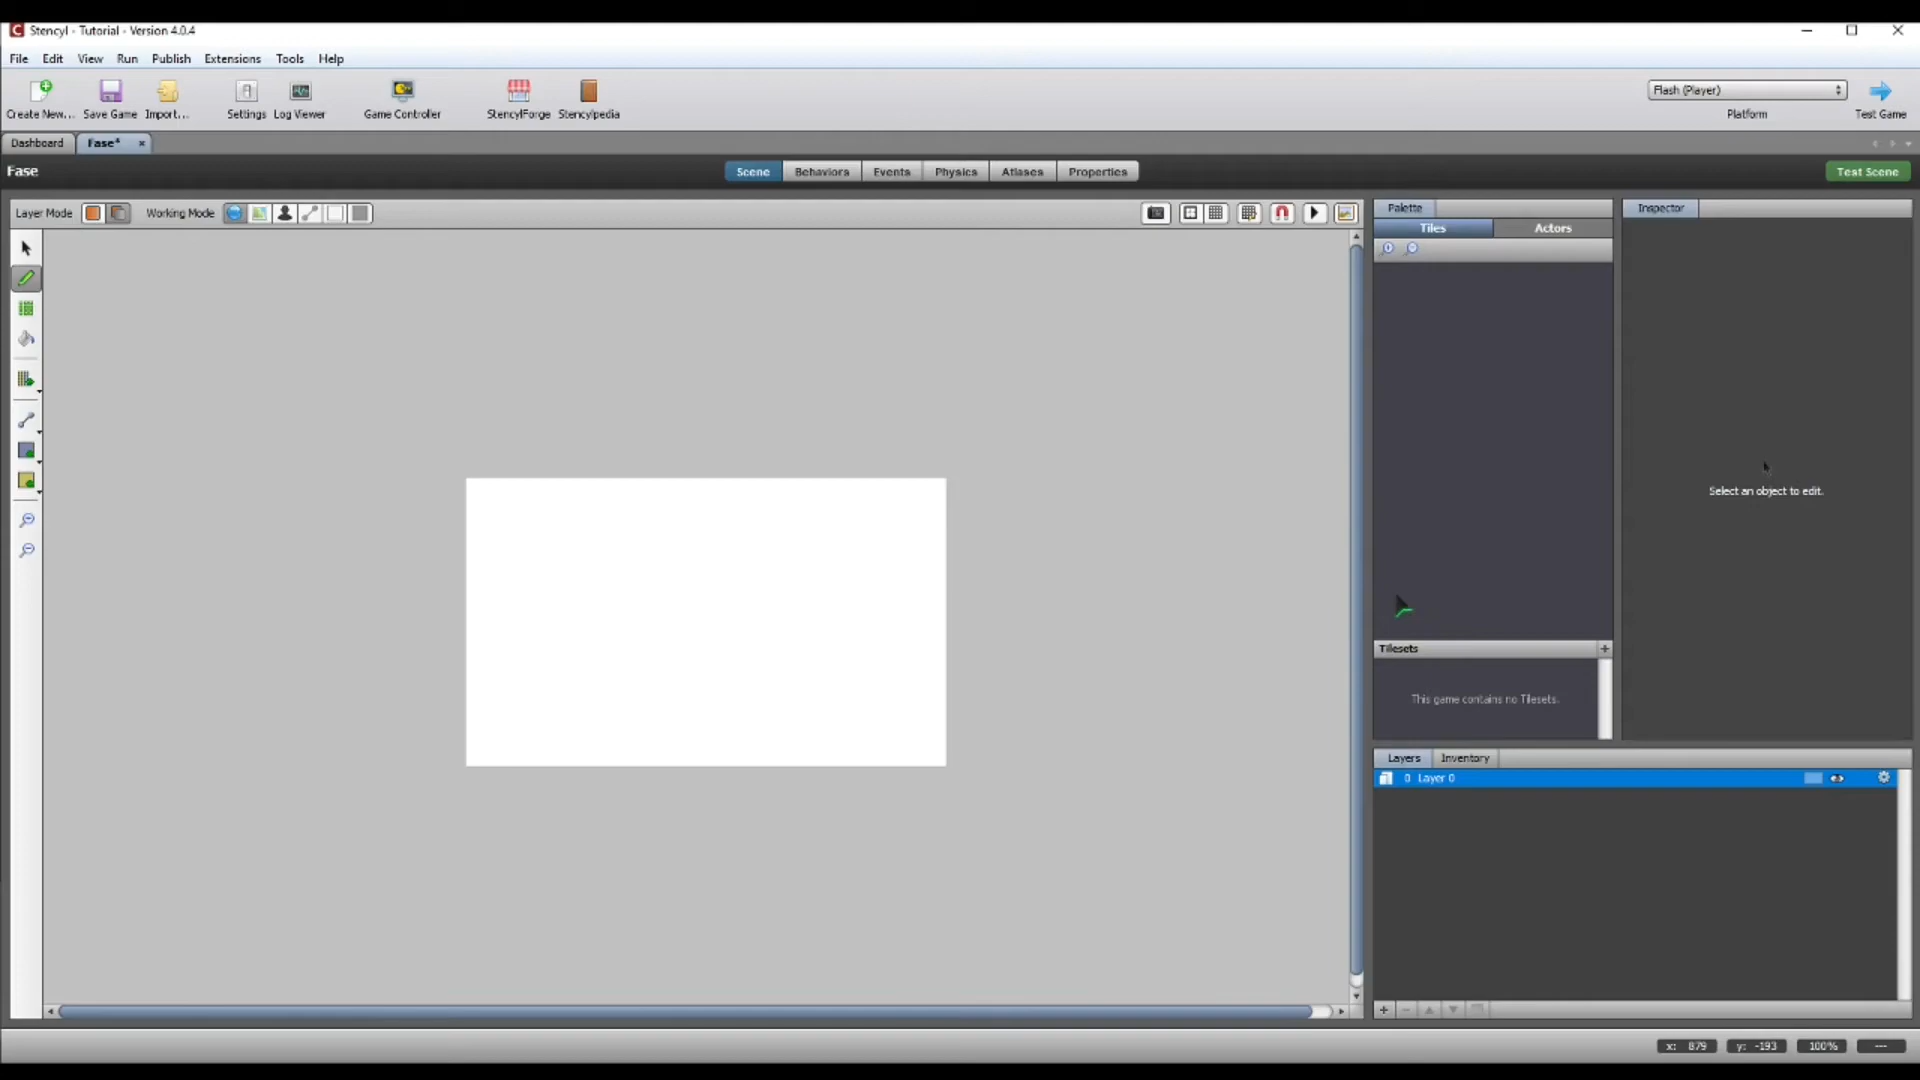 Stencyl - Tutorial - Version 4.0.4
File Edit View Run Publish Extensions Tools Help
Create New... Save Game Import... Settings Log Viewer Game Controller StencylForge Stencylpedia
Flash (Player)
Platform
Test Game
Dashboard Fase*
Fase
Scene Behaviors Events Physics Atlases Properties
Test Scene
Layer Mode
Working Mode
Palette
Tiles Actors
Inspector
Select an object to edit.
Tilesets
This game contains no Tilesets.
Layers Inventory
0 Layer 0
x: 879 y: -193 100% ---